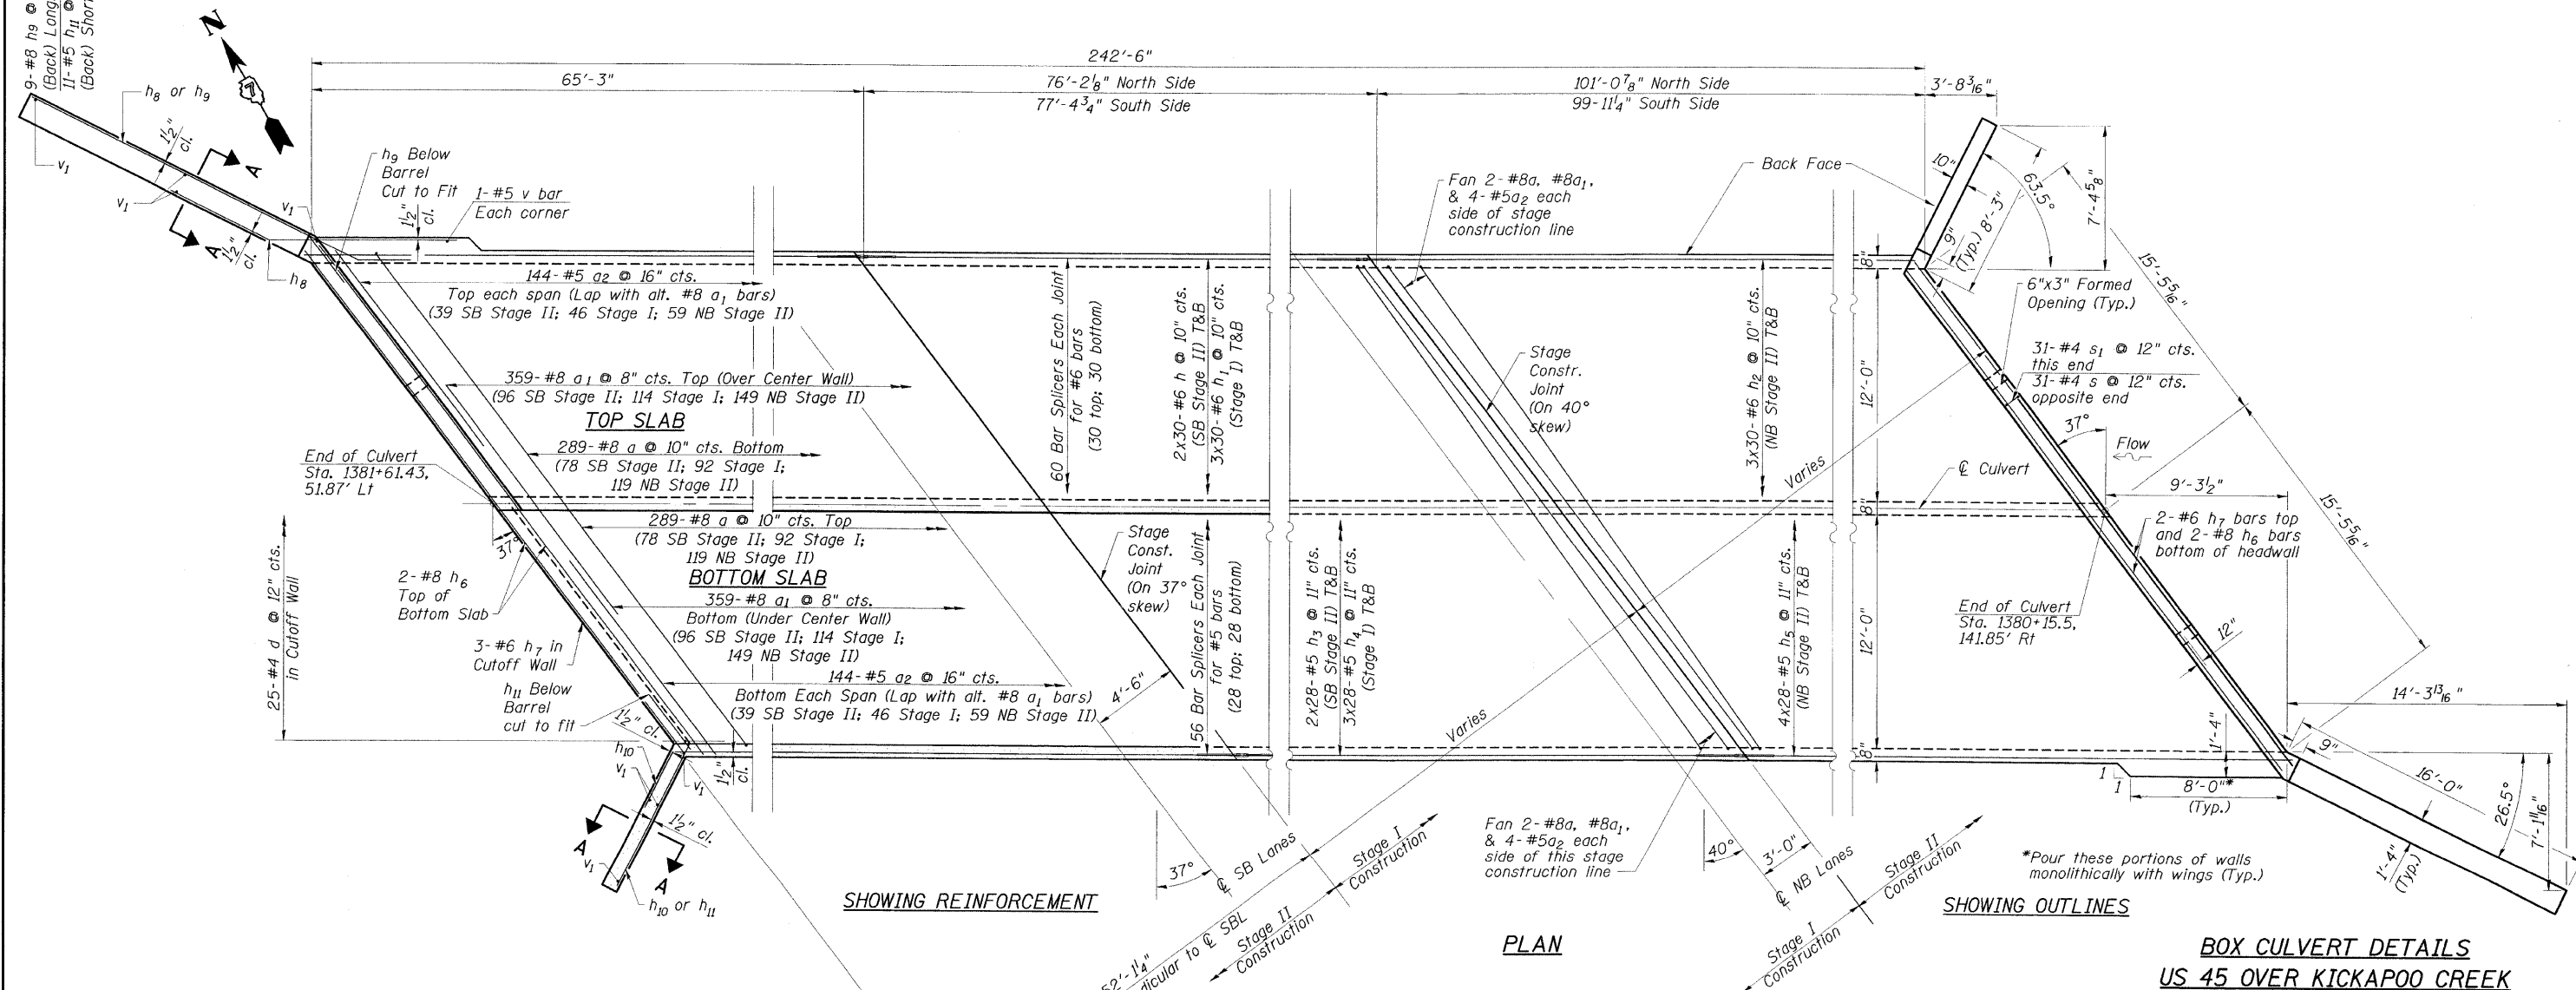 9-#8 h9 @
(Back) Long
11-#5 h11 @
(Back) Shor
N
242'-6"
65'-3"
76'-2⅛" North Side
77'-4¾" South Side
101'-0⅞" North Side
99-11¼" South Side
3'-8 3/16"
h8 or h9
1½" cl.
v1
A
v1
A
1½" cl.
v1
h8
h9 Below
Barrel
Cut to Fit
1½" cl.
1-#5 v bar
Each corner
Fan 2-#8a, #8a1,
& 4-#5a2 each
side of stage
construction line
Back Face
10"
63.5°
8'-3"
9"
(Typ.)
7'-4⅝"
15'-5 5/16"
8"
6"x3" Formed
Opening (Typ.)
144-#5 a2 @ 16" cts.
Top each span (Lap with alt. #8 a1 bars)
(39 SB Stage II; 46 Stage I; 59 NB Stage II)
359-#8 a1 @ 8" cts. Top (Over Center Wall)
(96 SB Stage II; 114 Stage I; 149 NB Stage II)
TOP SLAB
289-#8 a @ 10" cts. Bottom
(78 SB Stage II; 92 Stage I;
119 NB Stage II)
60 Bar Splicers Each Joint
for #6 bars
(30 top; 30 bottom)
2x30-#6 h @ 10" cts.
(SB Stage II) T&B
3x30-#6 h1 @ 10" cts.
(Stage I) T&B
Stage
Constr.
Joint
(On 40°
skew)
3x30-#6 h2 @ 10" cts.
(NB Stage II) T&B
12'-0"
31-#4 s1 @ 12" cts.
this end
31-#4 s @ 12" cts.
opposite end
37°
Flow
Varies
℄ Culvert
End of Culvert
Sta. 1381+61.43,
51.87' Lt
8"
9'-3½"
37°
289-#8 a @ 10" cts. Top
(78 SB Stage II; 92 Stage I;
119 NB Stage II)
BOTTOM SLAB
359-#8 a1 @ 8" cts.
Bottom (Under Center Wall)
(96 SB Stage II; 114 Stage I;
149 NB Stage II)
144-#5 a2 @ 16" cts.
Bottom Each Span (Lap with alt. #8 a1 bars)
(39 SB Stage II; 46 Stage I; 59 NB Stage II)
Stage
Const.
Joint
(On 37°
skew)
4'-6"
25-#4 d @ 12" cts.
in Cutoff Wall
2-#8 h6
Top of
Bottom Slab
3-#6 h7 in
Cutoff Wall
h11 Below
Barrel
cut to fit
56 Bar Splicers Each Joint
for #5 bars
(28 top; 28 bottom)
2x28-#5 h3 @ 11" cts.
(SB Stage II) T&B
3x28-#5 h4 @ 11" cts.
(Stage I) T&B
Varies
4x28-#5 h5 @ 11" cts.
(NB Stage II) T&B
12'-0"
2-#6 h7 bars top
and 2-#8 h6 bars
bottom of headwall
15'-5 5/16"
End of Culvert
Sta. 1380+15.5,
141.85' Rt
12"
14'-3 13/16"
1½" cl.
h10
v1
1½" cl.
v1
1½" cl.
A
v1
A
h10 or h11
8"
1
1
8'-0"*
(Typ.)
1'-4"
9"
16'-0"
26.5°
7'-1 11/16"
1'-4"
(Typ.)
37°
℄ SB Lanes
Stage I
Construction
Stage II
Construction
Fan 2-#8a, #8a1,
& 4-#5a2 each
side of this stage
construction line
40°
3'-0"
℄ NB Lanes
Stage II
Construction
Stage I
Construction
*Pour these portions of walls
monolithically with wings (Typ.)
SHOWING REINFORCEMENT
SHOWING OUTLINES
52'-1¼"
dicular to ℄ SBL
PLAN
BOX CULVERT DETAILS
US 45 OVER KICKAPOO CREEK